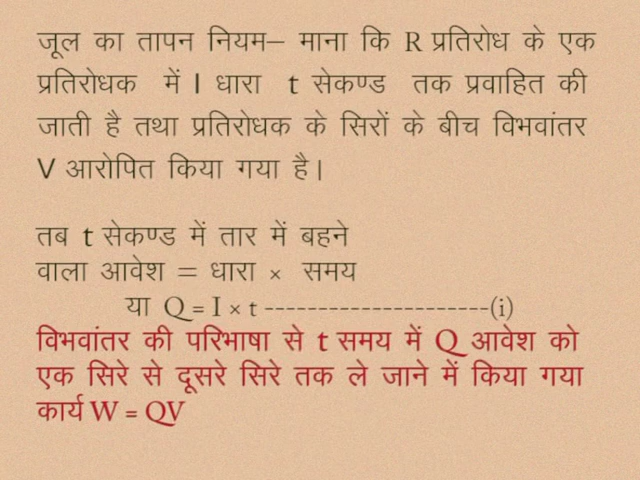 जूल का तापन नियम– माना कि R प्रतिरोध के एक
प्रतिरोधक में I धारा t सेकण्ड तक प्रवाहित की
जाती है तथा प्रतिरोधक के सिरों के बीच विभवांतर
V आरोपित किया गया है।
तब t सेकण्ड में तार में बहने
वाला आवेश = धारा × समय
या Q = I × t ---------------------(i)
विभवांतर की परिभाषा से t समय में Q आवेश को
एक सिरे से दूसरे सिरे तक ले जाने में किया गया
कार्य W = QV